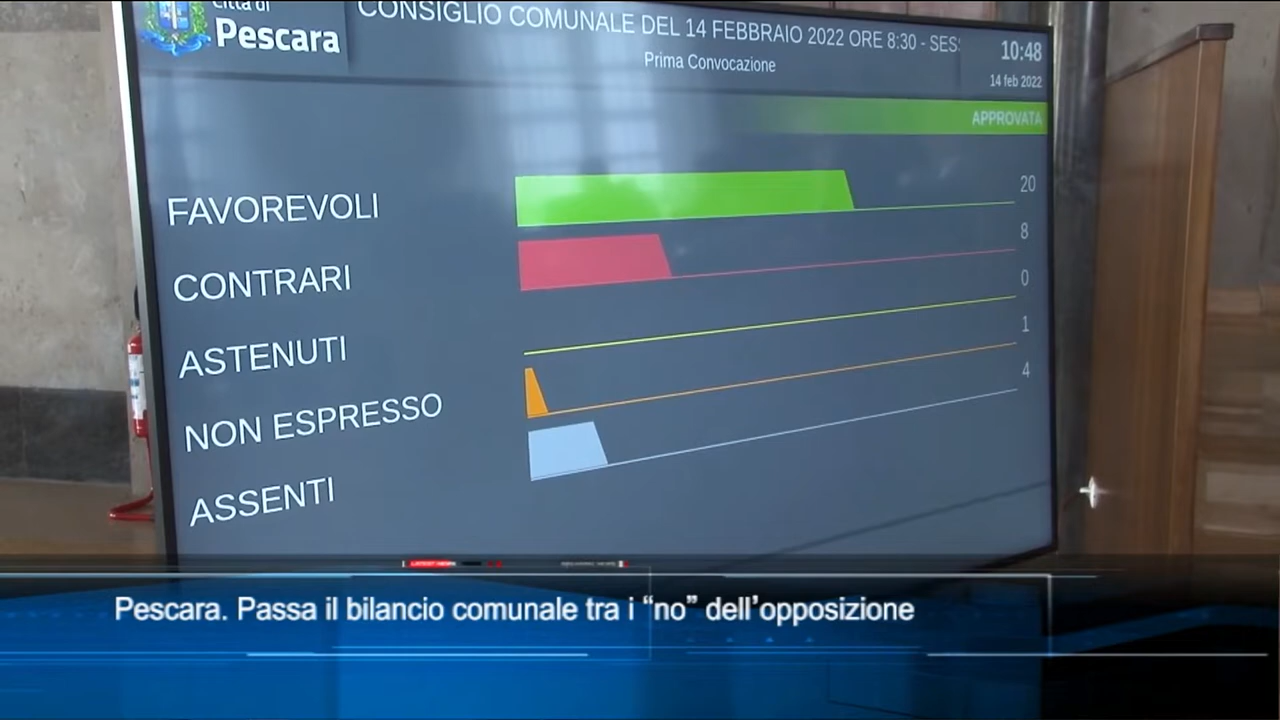 Città di
Pescara
CONSIGLIO COMUNALE DEL 14 FEBBRAIO 2022 ORE 8:30 - SESS
Prima Convocazione
10:48
14 feb 2022
APPROVATA
FAVOREVOLI 20
CONTRARI 8
ASTENUTI 0
NON ESPRESSO 1
ASSENTI 4
LATEST NEWS
Pescara. Passa il bilancio comunale tra i “no” dell’opposizione